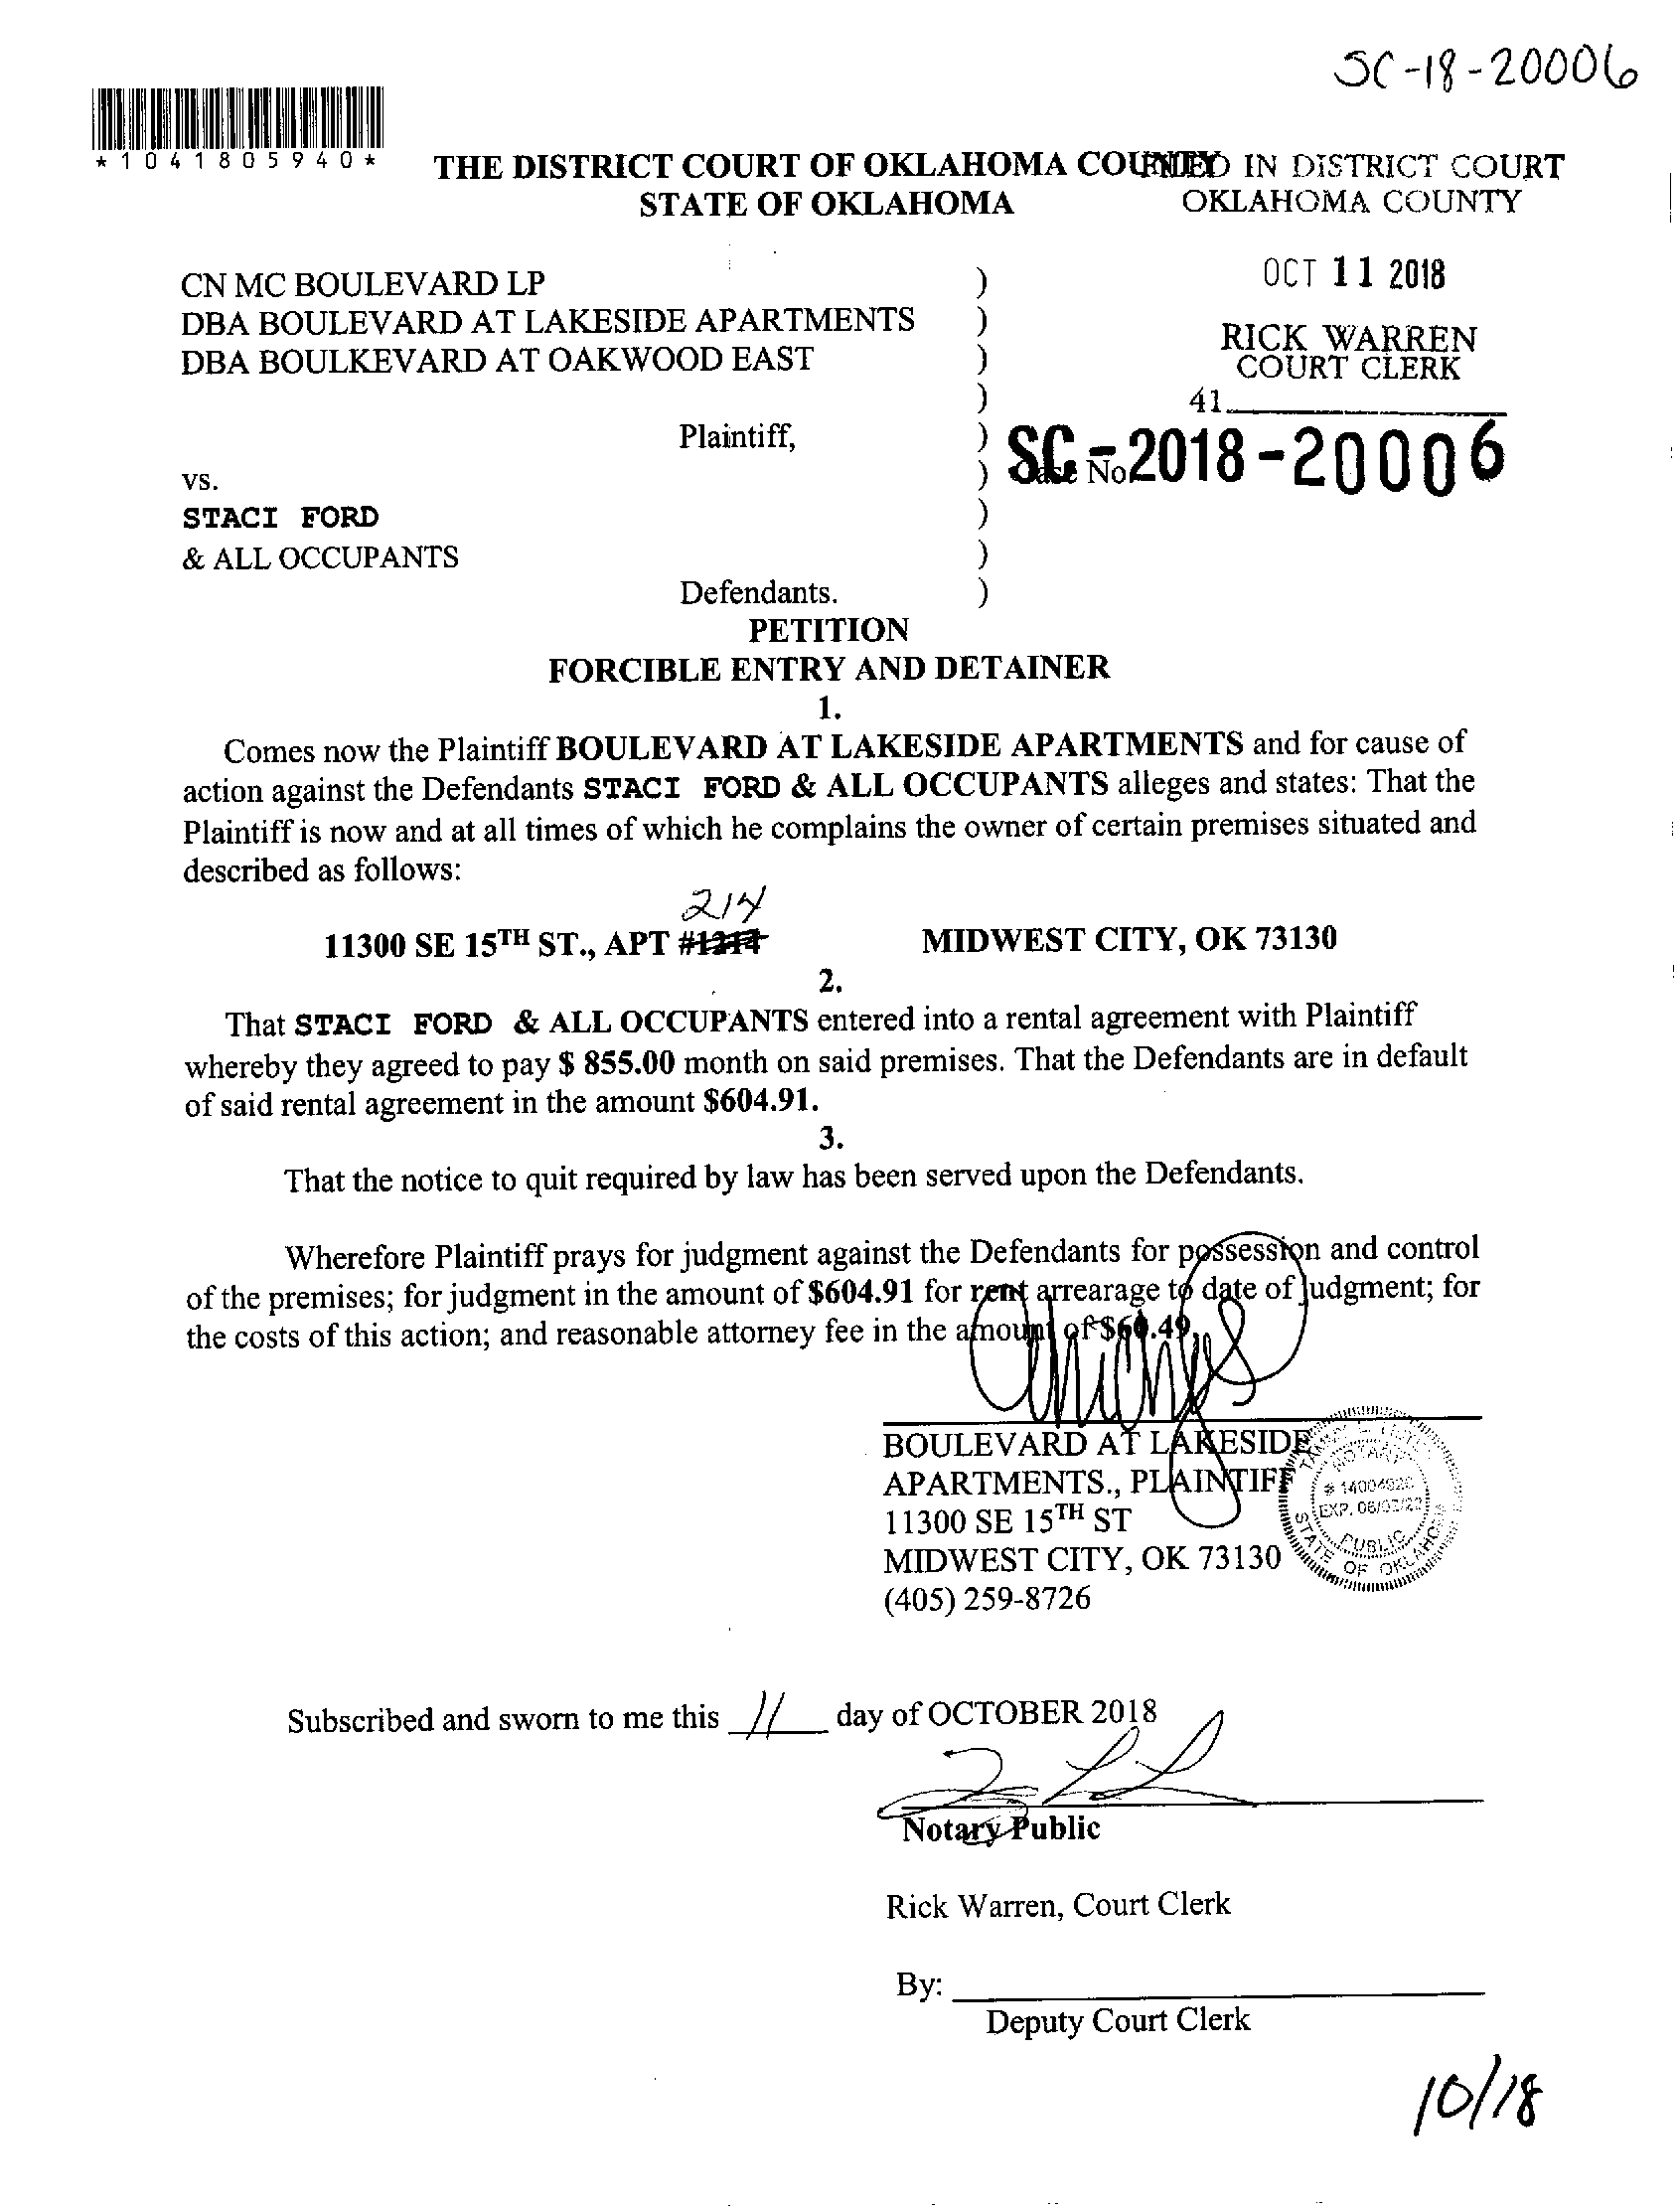 SC-18-20006
*1041805940*
THE DISTRICT COURT OF OKLAHOMA COUNTY
STATE OF OKLAHOMA
FILED IN DISTRICT COURT
OKLAHOMA COUNTY
OCT 11 2018
RICK WARREN
COURT CLERK
41
CN MC BOULEVARD LP )
DBA BOULEVARD AT LAKESIDE APARTMENTS )
DBA BOULKEVARD AT OAKWOOD EAST )
)
Plaintiff, )
vs. ) Case No.
SC-2018-20006
STACI FORD )
& ALL OCCUPANTS )
Defendants. )
PETITION
FORCIBLE ENTRY AND DETAINER
1.
Comes now the Plaintiff BOULEVARD AT LAKESIDE APARTMENTS and for cause of
action against the Defendants STACI FORD & ALL OCCUPANTS alleges and states: That the
Plaintiff is now and at all times of which he complains the owner of certain premises situated and
described as follows:
214
11300 SE 15TH ST., APT #1214 MIDWEST CITY, OK 73130
2.
That STACI FORD & ALL OCCUPANTS entered into a rental agreement with Plaintiff
whereby they agreed to pay $ 855.00 month on said premises. That the Defendants are in default
of said rental agreement in the amount $604.91.
3.
That the notice to quit required by law has been served upon the Defendants.
Wherefore Plaintiff prays for judgment against the Defendants for possession and control
of the premises; for judgment in the amount of $604.91 for rent arrearage to date of judgment; for
the costs of this action; and reasonable attorney fee in the amount of $60.49.
BOULEVARD AT LAKESIDE
APARTMENTS., PLAINTIFF
11300 SE 15TH ST
MIDWEST CITY, OK 73130
(405) 259-8726
NOTARY
PUBLIC
STATE OF OKLAHOMA
Subscribed and sworn to me this 11 day of OCTOBER 2018
Notary Public
Rick Warren, Court Clerk
By:
Deputy Court Clerk
10/18